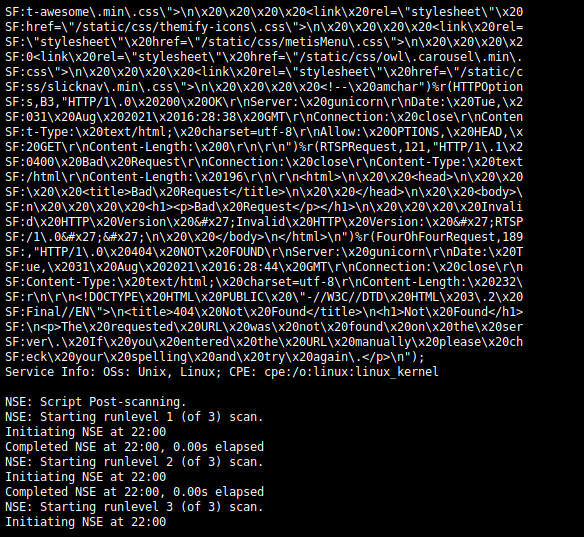 SF:t-awesome\.min\.css\">\n\x20\x20\x20\x20<link\x20rel=\"stylesheet\"\x20
SF:href=\"/static/css/themify-icons\.css\">\n\x20\x20\x20\x20<link\x20rel=
SF:\"stylesheet\"\x20href=\"/static/css/metisMenu\.css\">\n\x20\x20\x20\x2
SF:0<link\x20rel=\"stylesheet\"\x20href=\"/static/css/owl\.carousel\.min\.
SF:css\">\n\x20\x20\x20\x20<link\x20rel=\"stylesheet\"\x20href=\"/static/c
SF:ss/slicknav\.min\.css\">\n\x20\x20\x20\x20<!--\x20amchar")%r(HTTPOption
SF:s,B3,"HTTP/1\.0\x20200\x20OK\r\nServer:\x20gunicorn\r\nDate:\x20Tue,\x2
SF:031\x20Aug\x202021\x2016:28:38\x20GMT\r\nConnection:\x20close\r\nConten
SF:t-Type:\x20text/html;\x20charset=utf-8\r\nAllow:\x20OPTIONS,\x20HEAD,\x
SF:20GET\r\nContent-Length:\x200\r\n\r\n")%r(RTSPRequest,121,"HTTP/1\.1\x2
SF:0400\x20Bad\x20Request\r\nConnection:\x20close\r\nContent-Type:\x20text
SF:/html\r\nContent-Length:\x20196\r\n\r\n<html>\n\x20\x20<head>\n\x20\x20
SF:\x20\x20<title>Bad\x20Request</title>\n\x20\x20</head>\n\x20\x20<body>\
SF:n\x20\x20\x20\x20<h1><p>Bad\x20Request</p></h1>\n\x20\x20\x20\x20Invali
SF:d\x20HTTP\x20Version\x20&#x27;Invalid\x20HTTP\x20Version:\x20&#x27;RTSP
SF:/1\.0&#x27;&#x27;\n\x20\x20</body>\n</html>\n")%r(FourOhFourRequest,189
SF:,"HTTP/1\.0\x20404\x20NOT\x20FOUND\r\nServer:\x20gunicorn\r\nDate:\x20T
SF:ue,\x2031\x20Aug\x202021\x2016:28:44\x20GMT\r\nConnection:\x20close\r\n
SF:Content-Type:\x20text/html;\x20charset=utf-8\r\nContent-Length:\x20232\
SF:r\n\r\n<!DOCTYPE\x20HTML\x20PUBLIC\x20\"-//W3C//DTD\x20HTML\x203\.2\x20
SF:Final//EN\">\n<title>404\x20Not\x20Found</title>\n<h1>Not\x20Found</h1>
SF:\n<p>The\x20requested\x20URL\x20was\x20not\x20found\x20on\x20the\x20ser
SF:ver\.\x20If\x20you\x20entered\x20the\x20URL\x20manually\x20please\x20ch
SF:eck\x20your\x20spelling\x20and\x20try\x20again\.</p>\n");
Service Info: OSs: Unix, Linux; CPE: cpe:/o:linux:linux_kernel

NSE: Script Post-scanning.
NSE: Starting runlevel 1 (of 3) scan.
Initiating NSE at 22:00
Completed NSE at 22:00, 0.00s elapsed
NSE: Starting runlevel 2 (of 3) scan.
Initiating NSE at 22:00
Completed NSE at 22:00, 0.00s elapsed
NSE: Starting runlevel 3 (of 3) scan.
Initiating NSE at 22:00